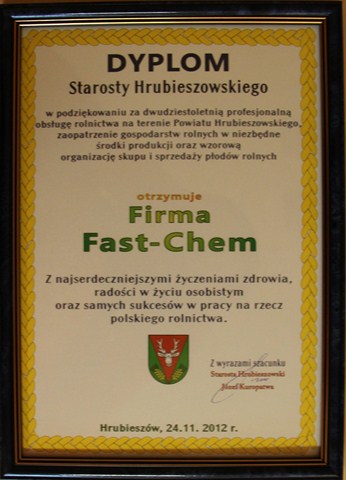 DYPLOM
Starosty Hrubieszowskiego
w podziękowaniu za dwudziestoletnią profesjonalną
obsługę rolnictwa na terenie Powiatu Hrubieszowskiego,
zaopatrzenie gospodarstw rolnych w niezbędne
środki produkcji oraz wzorową
organizację skupu i sprzedaży płodów rolnych
otrzymuje
Firma
Fast-Chem
Z najserdeczniejszymi życzeniami zdrowia,
radości w życiu osobistym
oraz samych sukcesów w pracy na rzecz
polskiego rolnictwa.
Z wyrazami szacunku
Starosta Hrubieszowski
Józef Kuropatwa
Hrubieszów, 24.11. 2012 r.